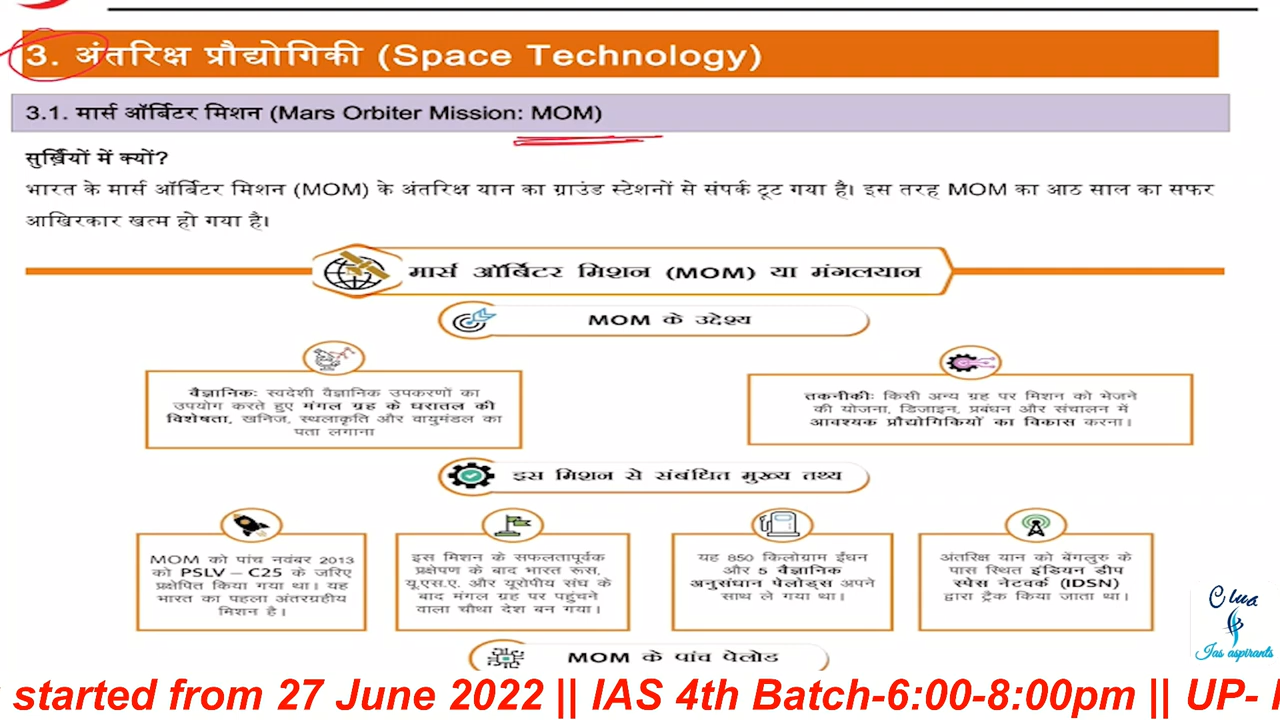 3. अंतरिक्ष प्रौद्योगिकी (Space Technology)
3.1. मार्स ऑर्बिटर मिशन (Mars Orbiter Mission: MOM)
सुर्ख़ियों में क्यों?
भारत के मार्स ऑर्बिटर मिशन (MOM) के अंतरिक्ष यान का ग्राउंड स्टेशनों से संपर्क टूट गया है। इस तरह MOM का आठ साल का सफर
आखिरकार खत्म हो गया है।
मार्स ऑर्बिटर मिशन (MOM) या मंगलयान
MOM के उद्देश्य
वैज्ञानिक: स्वदेशी वैज्ञानिक उपकरणों का
उपयोग करते हुए मंगल ग्रह के धरातल की
विशेषता, खनिज, स्थलाकृति और वायुमंडल का
पता लगाना
तकनीकी: किसी अन्य ग्रह पर मिशन को भेजने
की योजना, डिजाइन, प्रबंधन और संचालन में
आवश्यक प्रौद्योगिकियों का विकास करना।
इस मिशन से संबंधित मुख्य तथ्य
MOM को पांच नवंबर 2013
को PSLV – C25 के जरिए
प्रक्षेपित किया गया था। यह
भारत का पहला अंतरग्रहीय
मिशन है।
इस मिशन के सफलतापूर्वक
प्रक्षेपण के बाद भारत रूस,
यू.एस.ए. और यूरोपीय संघ के
बाद मंगल ग्रह पर पहुंचने
वाला चौथा देश बन गया।
यह 850 किलोग्राम ईंधन
और 5 वैज्ञानिक
अनुसंधान पेलोड्स अपने
साथ ले गया था।
अंतरिक्ष यान को बेंगलुरु के
पास स्थित इंडियन डीप
स्पेस नेटवर्क (IDSN)
द्वारा ट्रैक किया जाता था।
MOM के पांच पेलोड
Clue
Ias aspirants
started from 27 June 2022 || IAS 4th Batch-6:00-8:00pm || UP-